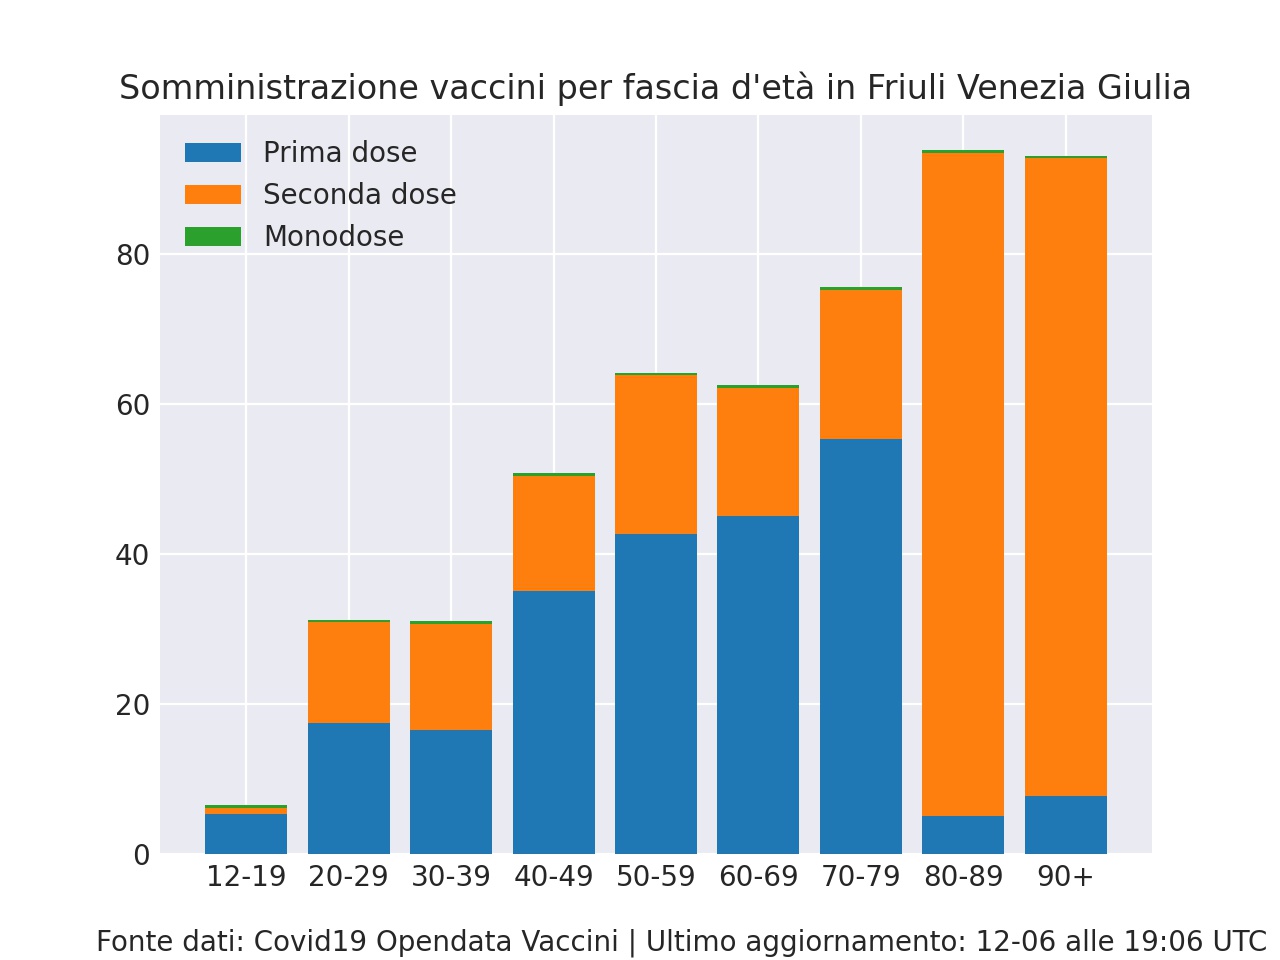 Somministrazione vaccini per fascia d'età in Friuli Venezia Giulia
Prima dose
Seconda dose
Monodose
80
60
40
20
0
12-19 20-29 30-39 40-49 50-59 60-69 70-79 80-89 90+
Fonte dati: Covid19 Opendata Vaccini | Ultimo aggiornamento: 12-06 alle 19:06 UTC